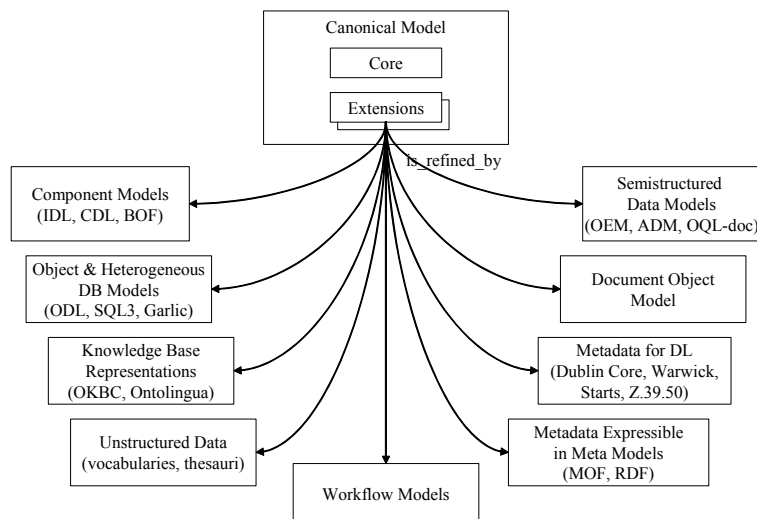 Canonical Model
Core
Extensions
is_refined_by
Component Models
(IDL, CDL, BOF)
Semistructured
Data Models
(OEM, ADM, OQL-doc)
Object & Heterogeneous
DB Models
(ODL, SQL3, Garlic)
Document Object
Model
Knowledge Base
Representations
(OKBC, Ontolingua)
Metadata for DL
(Dublin Core, Warwick,
Starts, Z.39.50)
Unstructured Data
(vocabularies, thesauri)
Metadata Expressible
in Meta Models
(MOF, RDF)
Workflow Models